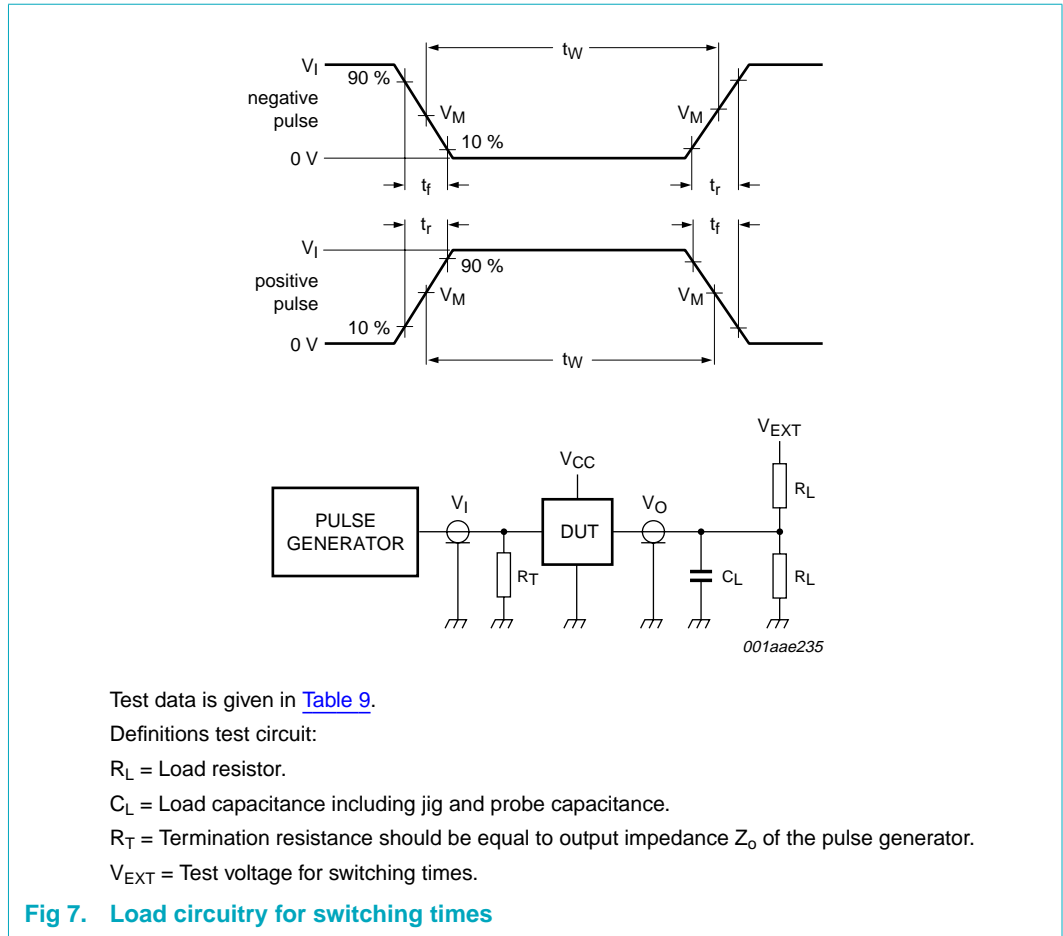 tW
VI
90 %
negative
pulse
VM
VM
10 %
0 V
tf
tr
tr
tf
VI
90 %
positive
pulse
VM
VM
10 %
0 V
tW
VEXT
VCC
RL
VI
VO
PULSE
GENERATOR
DUT
RT
CL
RL
001aae235
Test data is given in Table 9.
Definitions test circuit:
RL = Load resistor.
CL = Load capacitance including jig and probe capacitance.
RT = Termination resistance should be equal to output impedance Zo of the pulse generator.
VEXT = Test voltage for switching times.
Fig 7. Load circuitry for switching times